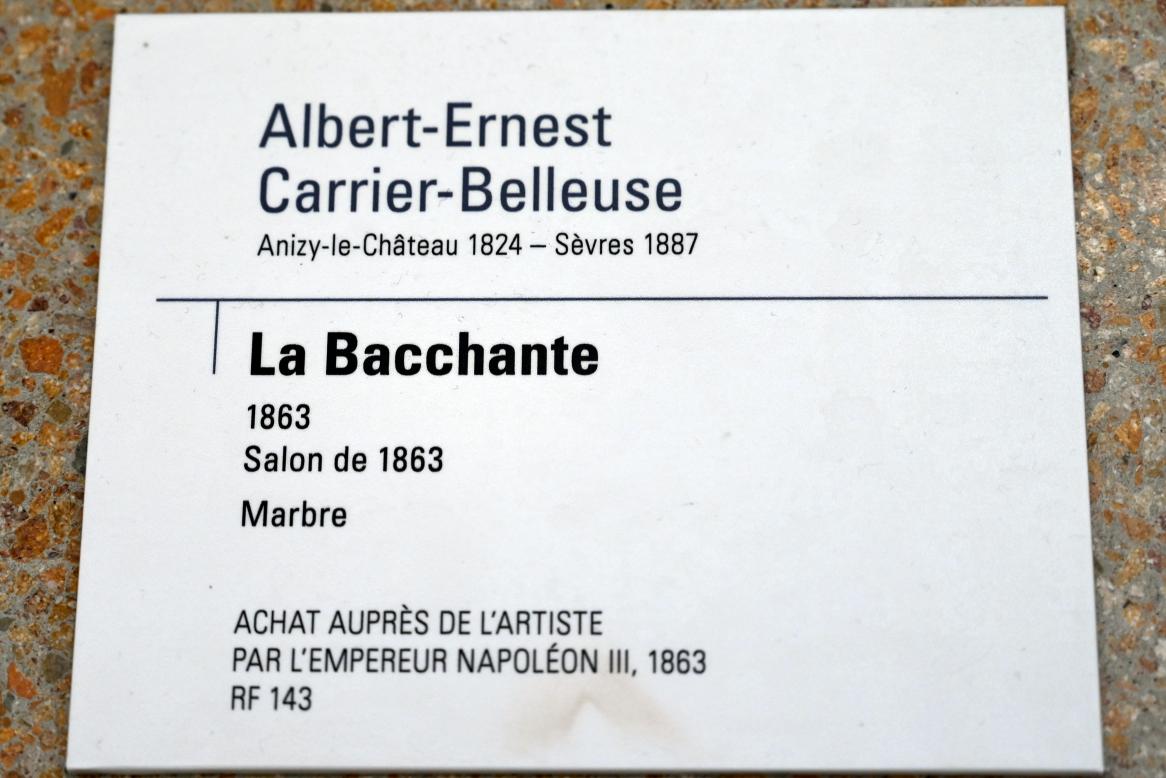 Albert-Ernest
Carrier-Belleuse
Anizy-le-Château 1824 – Sèvres 1887
La Bacchante
1863
Salon de 1863
Marbre
ACHAT AUPRÈS DE L'ARTISTE
PAR L'EMPEREUR NAPOLÉON III, 1863
RF 143